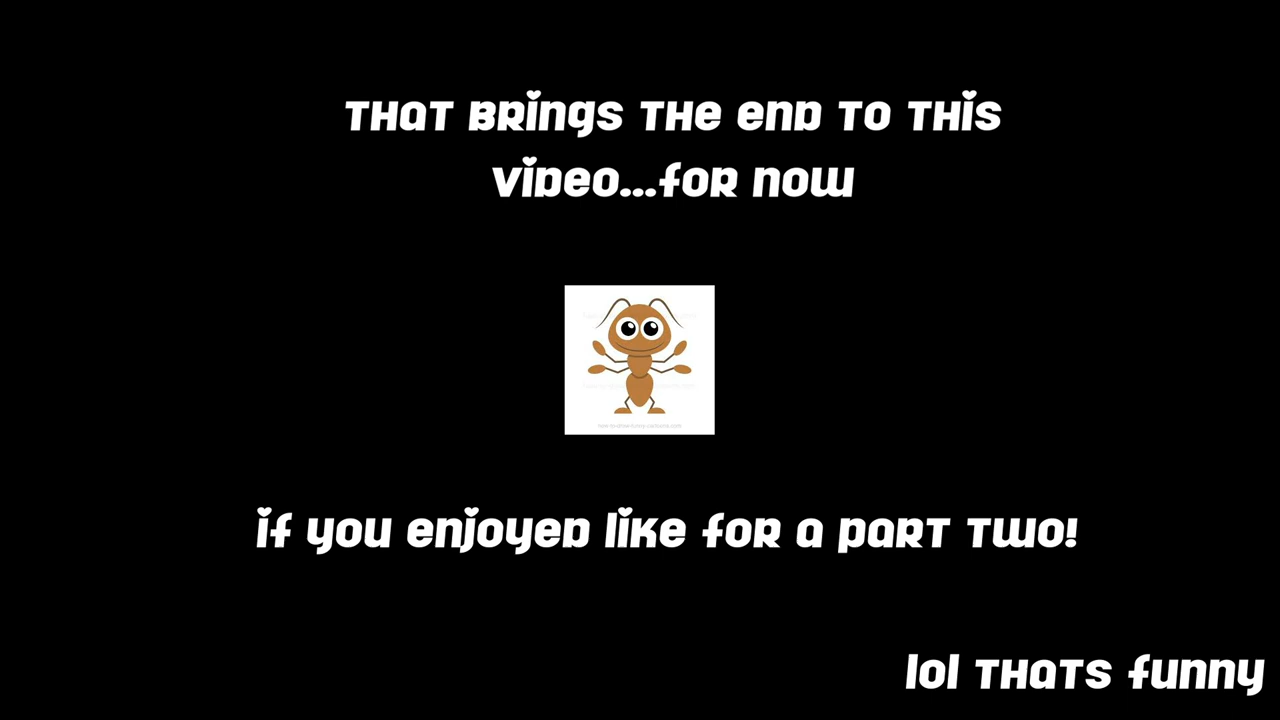 THAT BRINGS THE END TO THIS
VIDEO...FOR NOW
IF YOU ENJOYED LIKE FOR A PART TWO!
lol THATS FUNNY